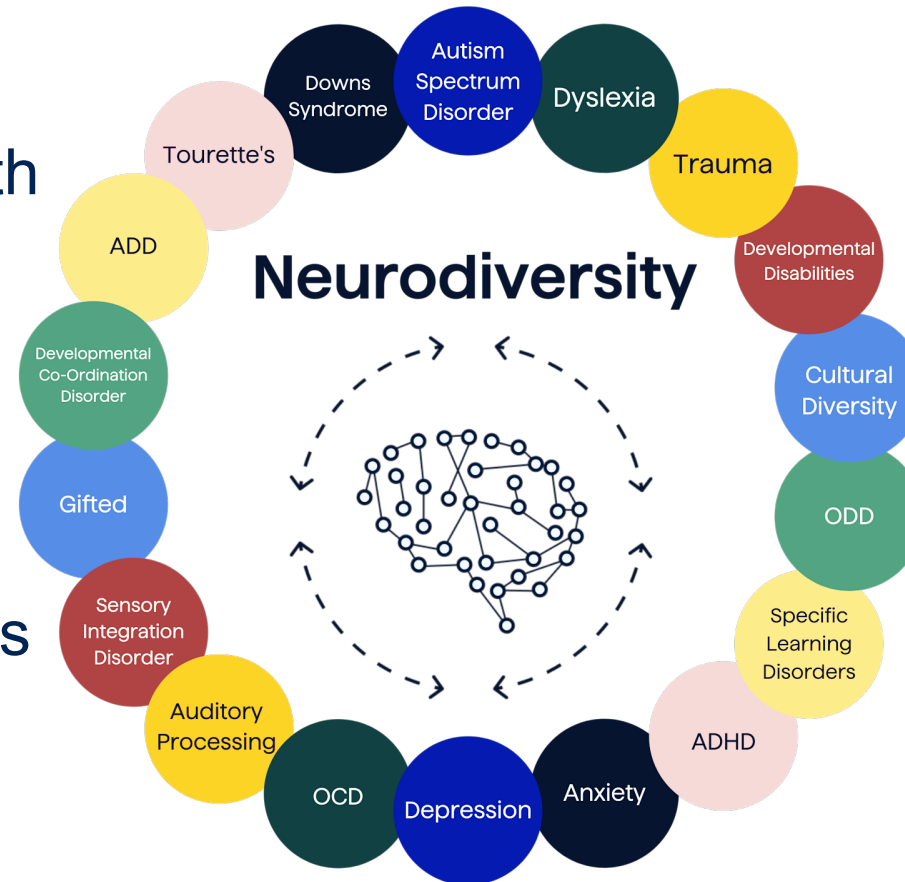 Autism
Spectrum
Disorder
Dyslexia
Trauma
Developmental
Disabilities
Cultural
Diversity
ODD
Specific
Learning
Disorders
ADHD
Anxiety
Depression
OCD
Auditory
Processing
Sensory
Integration
Disorder
Gifted
Developmental
Co-Ordination
Disorder
ADD
Tourette's
Downs
Syndrome
Neurodiversity